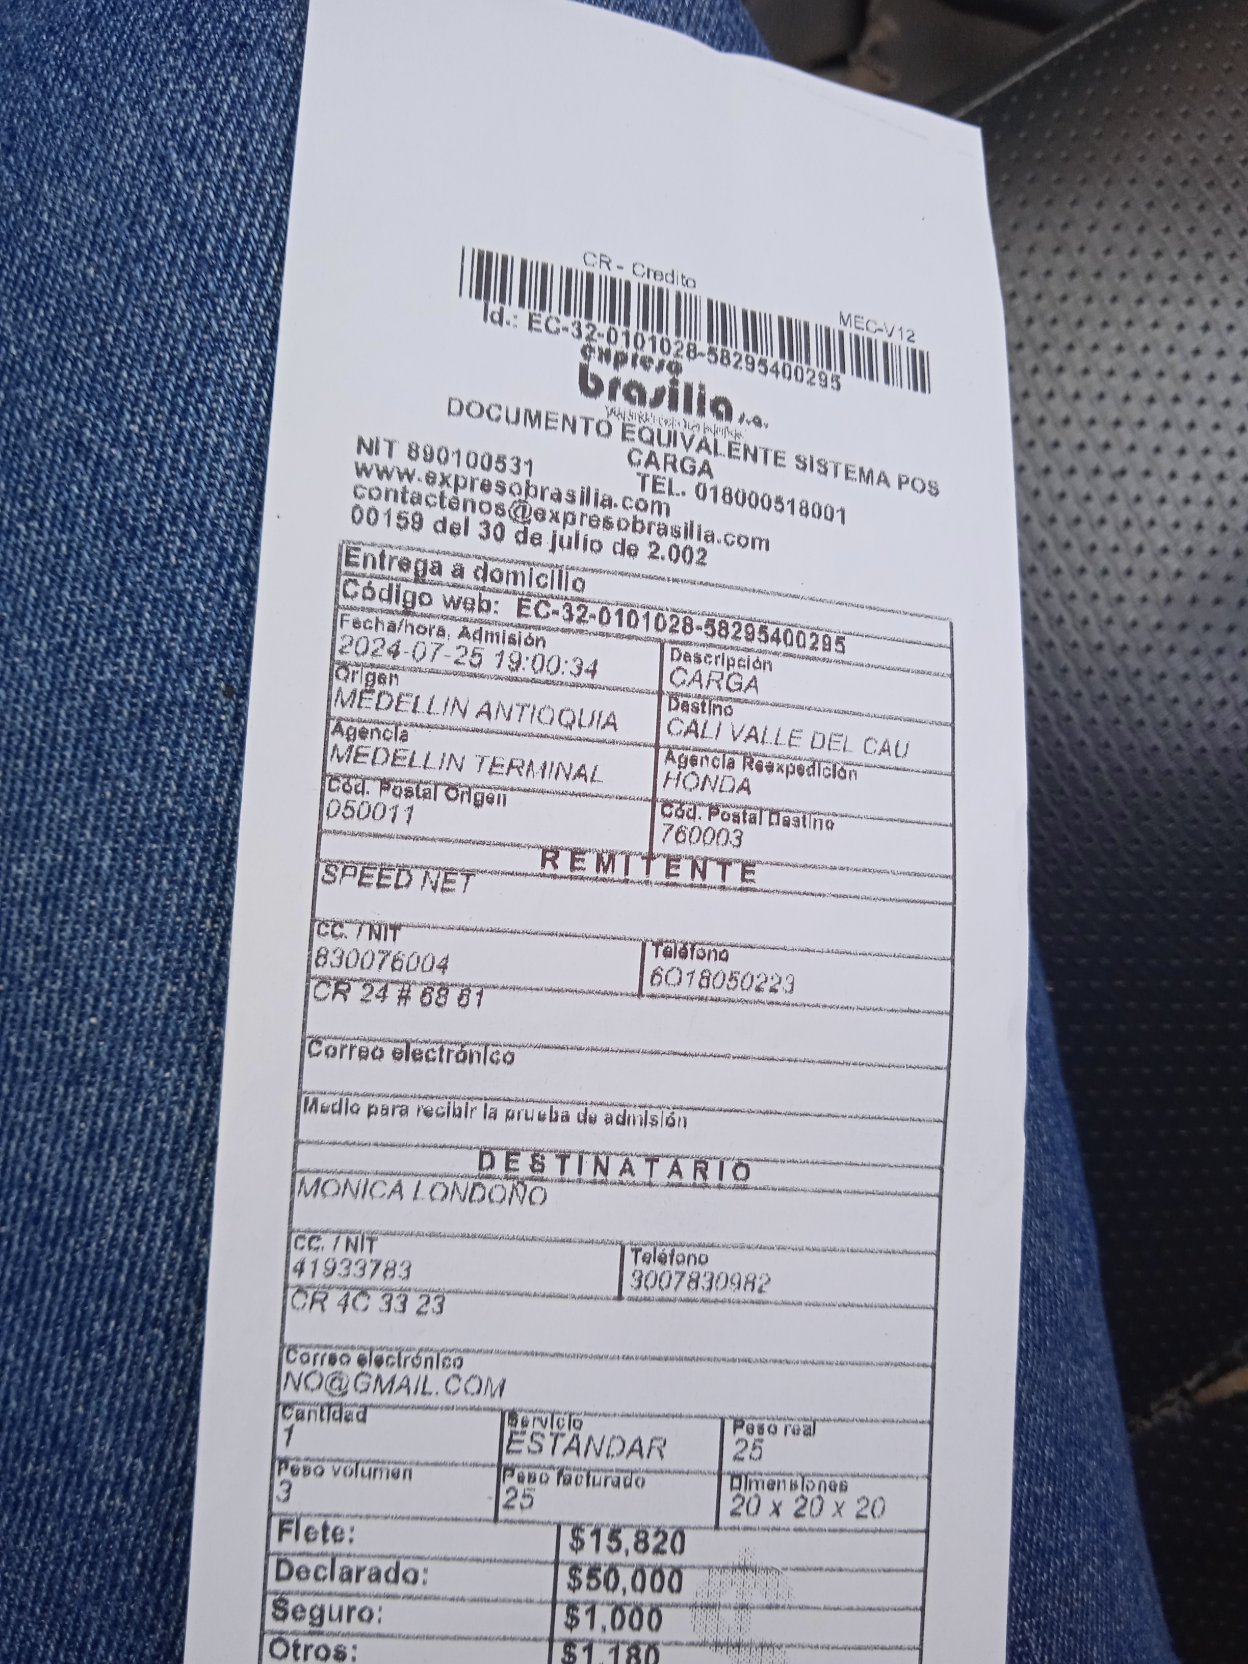 CR - Credito
MEC-V12
Id.: EC-32-0101028-58295400295
expreso
brasilia s.a.
DOCUMENTO EQUIVALENTE SISTEMA POS
CARGA
NIT 890100531 TEL. 018000518001
www.expresobrasilia.com
contactenos@expresobrasilia.com
00159 del 30 de julio de 2.002
Entrega a domicilio
Código web: EC-32-0101028-58295400295
Fecha/hora, Admisión Descripción
2024-07-25 19:00:34 CARGA
Origen Destino
MEDELLIN ANTIOQUIA CALI VALLE DEL CAU
Agencia Agencia Reexpedición
MEDELLIN TERMINAL HONDA
Cód. Postal Origen Cód. Postal Destino
050011 760003
REMITENTE
SPEED NET
CC. / NIT Teléfono
830076004 6O18050223
CR 24 # 68 61
Correo electrónico
Medio para recibir la prueba de admisión
DESTINATARIO
MONICA LONDOÑO
CC. / NIT Teléfono
41933783 3007830982
CR 4C 33 23
Correo electrónico
NO@GMAIL.COM
Cantidad Servicio Peso real
1 ESTANDAR 25
Peso volumen Peso facturado Dimensiones
3 25 20 x 20 x 20
Flete: $15,820
Declarado: $50,000
Seguro: $1,000
Otros: $1,180